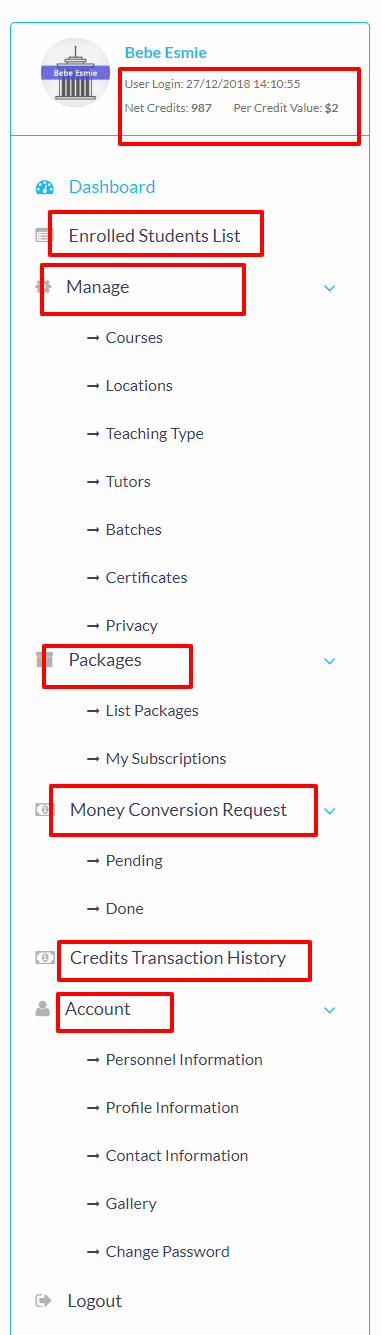 Bebe Esmie
Bebe Esmie
User Login: 27/12/2018 14:10:55
Net Credits: 987 Per Credit Value: $2
Dashboard
Enrolled Students List
Manage
→ Courses
→ Locations
→ Teaching Type
→ Tutors
→ Batches
→ Certificates
→ Privacy
Packages
→ List Packages
→ My Subscriptions
Money Conversion Request
→ Pending
→ Done
Credits Transaction History
Account
→ Personnel Information
→ Profile Information
→ Contact Information
→ Gallery
→ Change Password
Logout